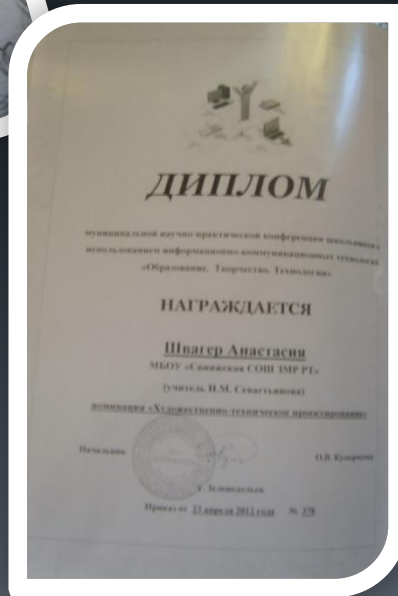 ДИПЛОМ
муниципальной научно-практической конференции школьников с
использованием информационно-коммуникационных технологий
«Образование. Творчество. Технологии»
НАГРАЖДАЕТСЯ
Швагер Анастасия
МБОУ «Свияжская СОШ ЗМР РТ»
(учитель Н.М. Севастьянова)
номинация «Художественно-техническое проектирование»
Начальник
О.В.
г. Зеленодольск
Приказ от 23 апреля 2012 года № 378